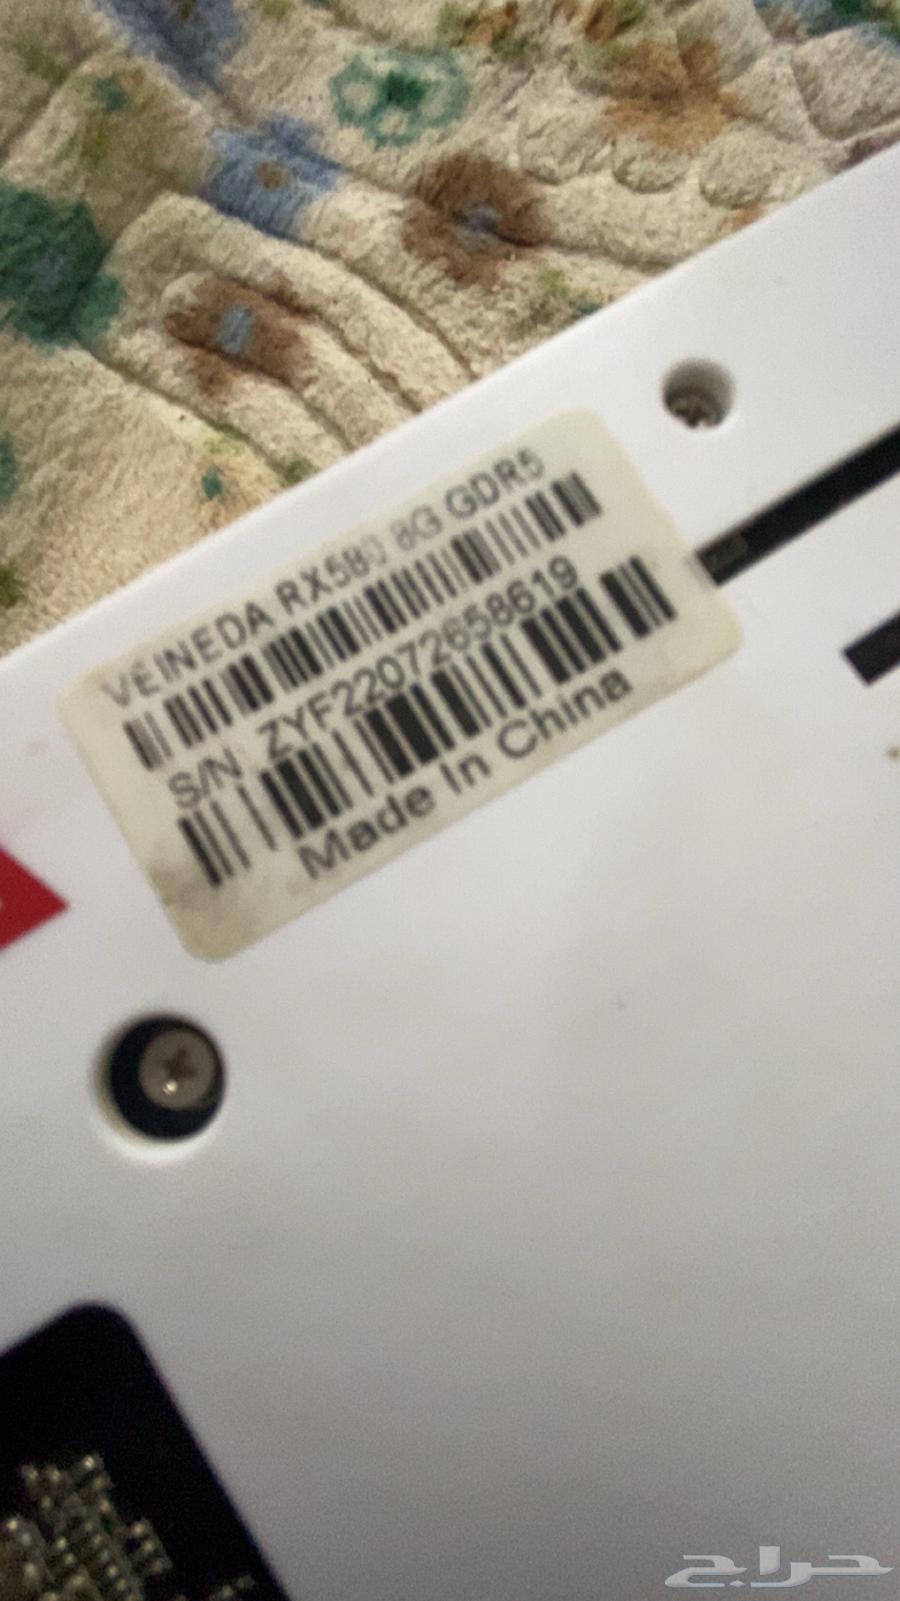 VEINEDA RX580 8G GDR5
S/N ZYF22072658619
Made In China
حراج